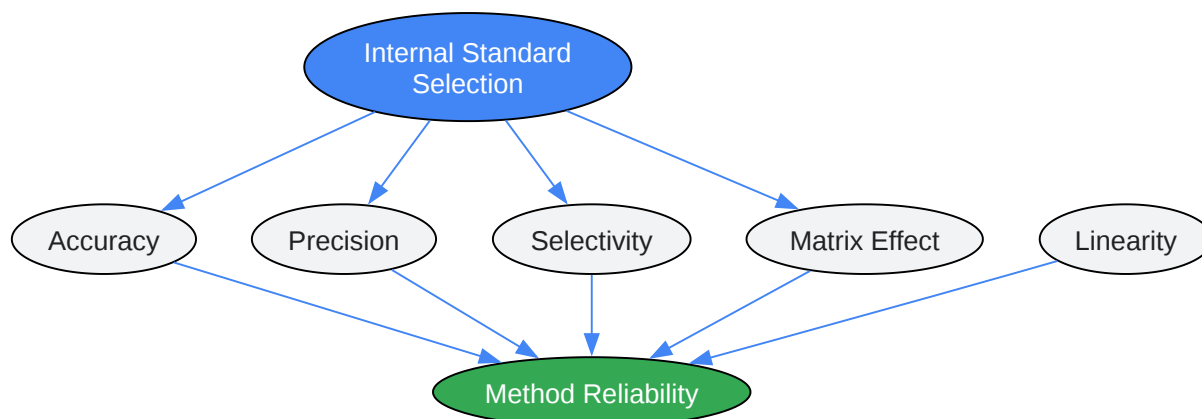 Internal Standard
Selection
Accuracy
Precision
Selectivity
Matrix Effect
Linearity
Method Reliability